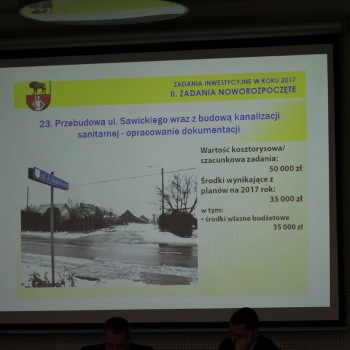 ZADANIA INWESTYCYJNE W ROKU 2017
II. ZADANIA NOWOROZPOCZĘTE
23. Przebudowa ul. Sawickiego wraz z budową kanalizacji
sanitarnej - opracowanie dokumentacji
Wartość kosztorysowa/
szacunkowa zadania:
50 000 zł
Środki wynikające z
planów na 2017 rok:
35 000 zł
w tym:
• środki własne budżetowe
35 000 zł